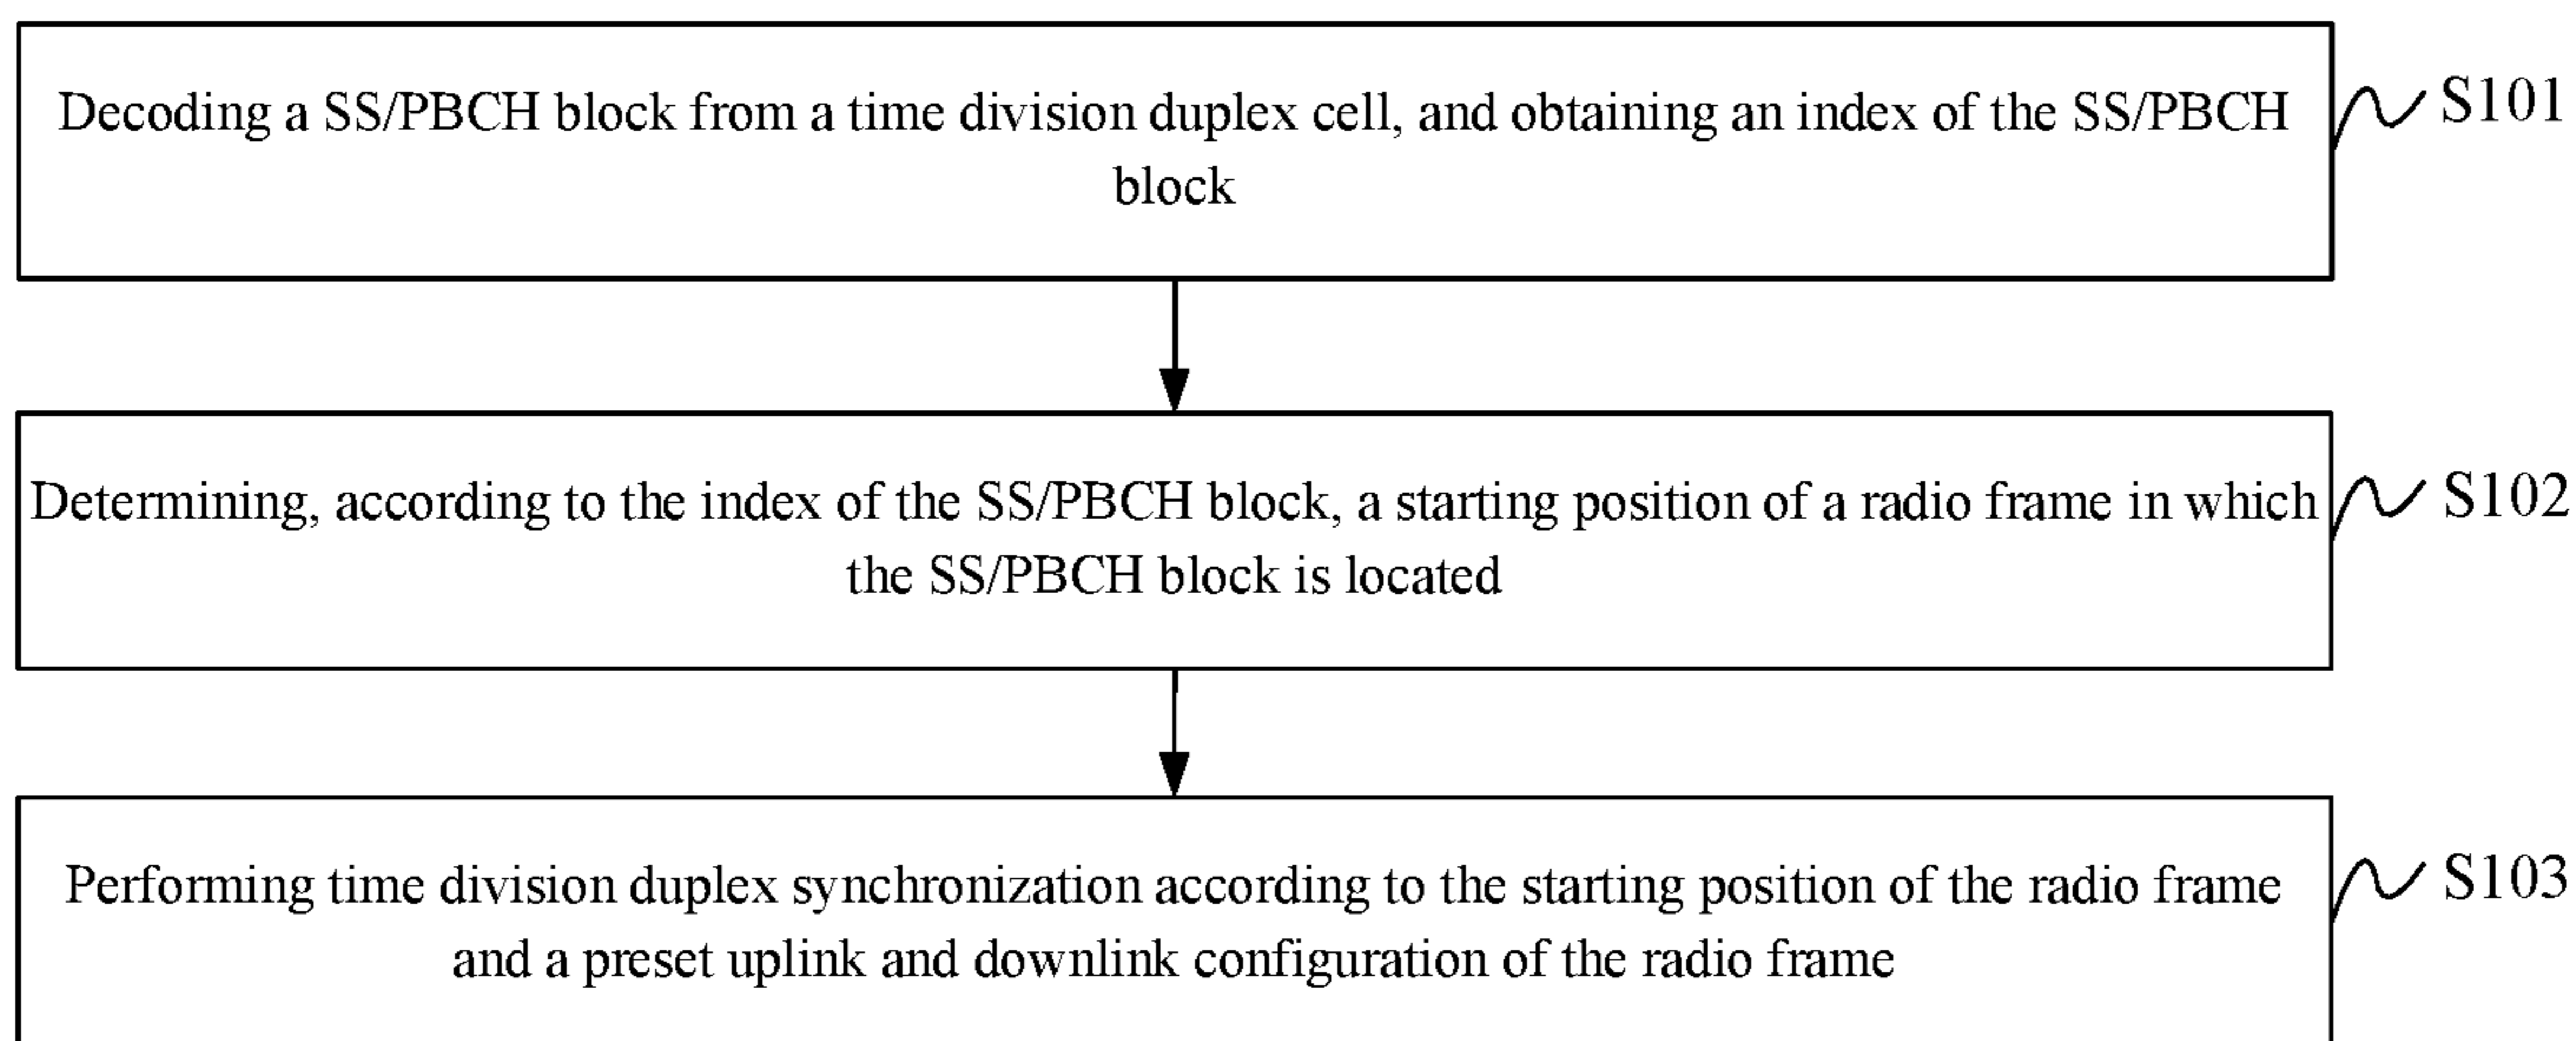 Decoding a SS/PBCH block from a time division duplex cell, and obtaining an index of the SS/PBCH
block
S101
Determining, according to the index of the SS/PBCH block, a starting position of a radio frame in which
the SS/PBCH block is located
S102
Performing time division duplex synchronization according to the starting position of the radio frame
and a preset uplink and downlink configuration of the radio frame
S103